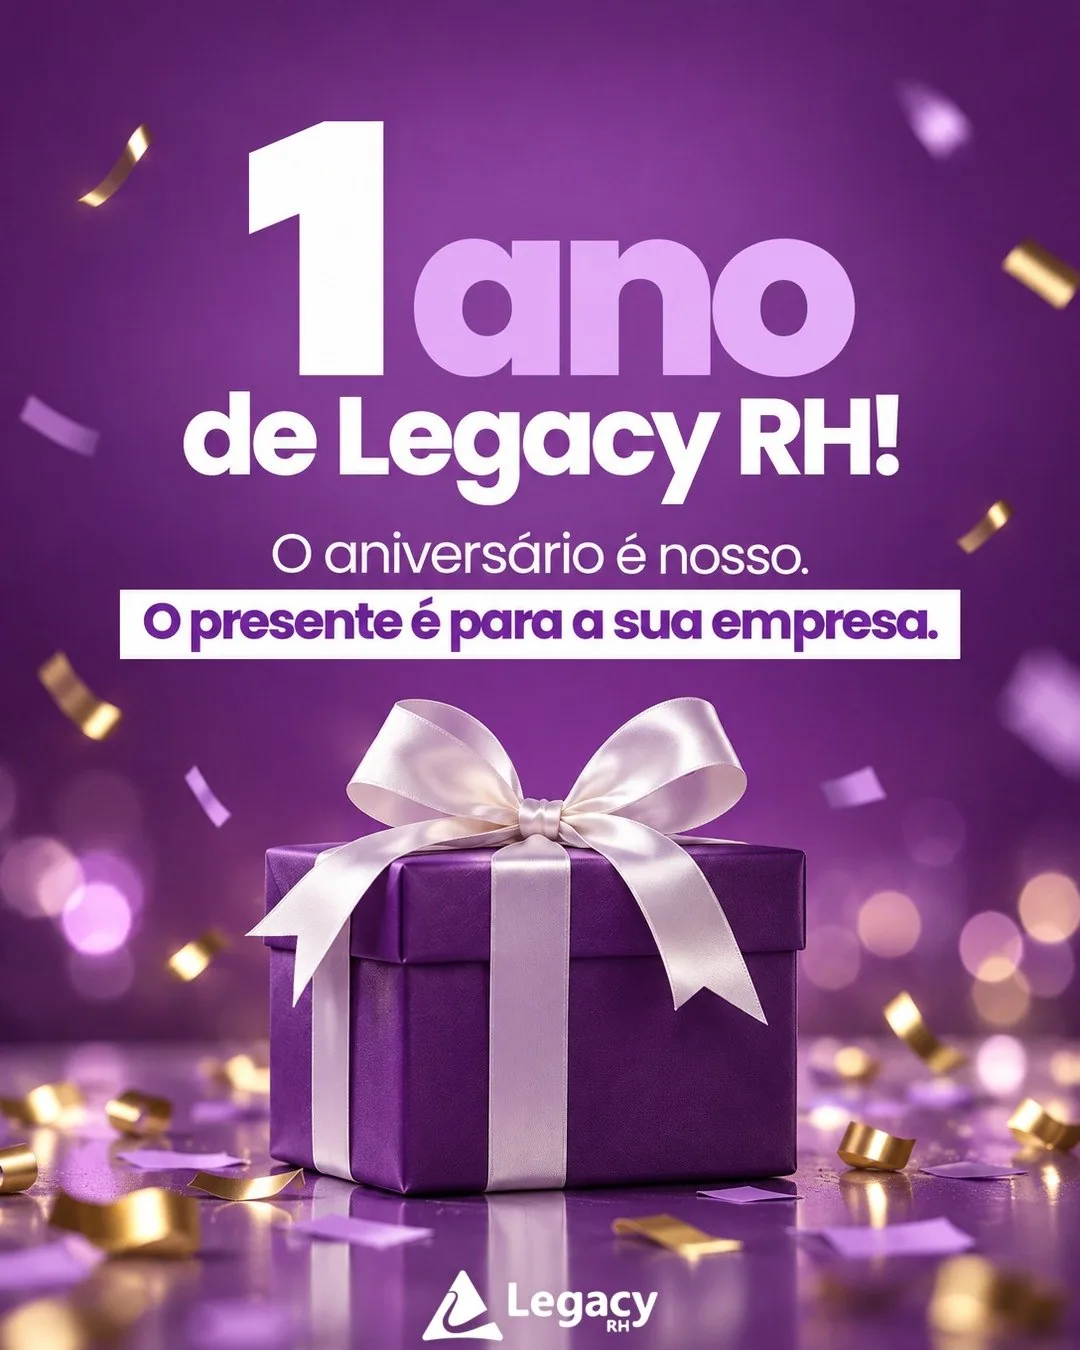 1 ano
de Legacy RH!
O aniversário é nosso.
O presente é para a sua empresa.
Legacy
RH